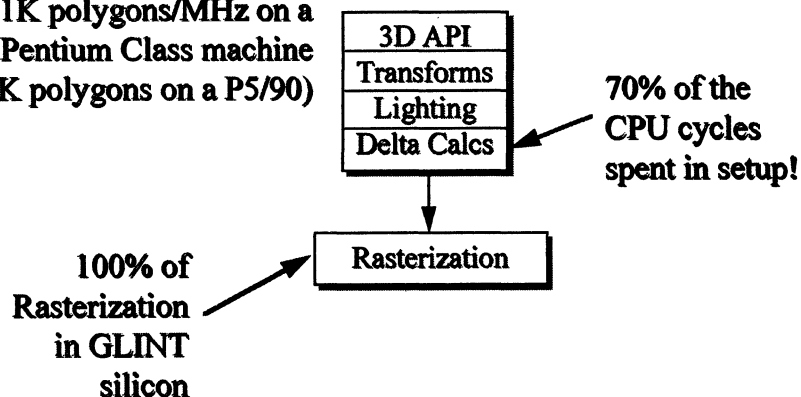 1K polygons/MHz on a
Pentium Class machine
K polygons on a P5/90)
3D API
Transforms
Lighting
Delta Calcs
70% of the
CPU cycles
spent in setup!
Rasterization
100% of
Rasterization
in GLINT
silicon